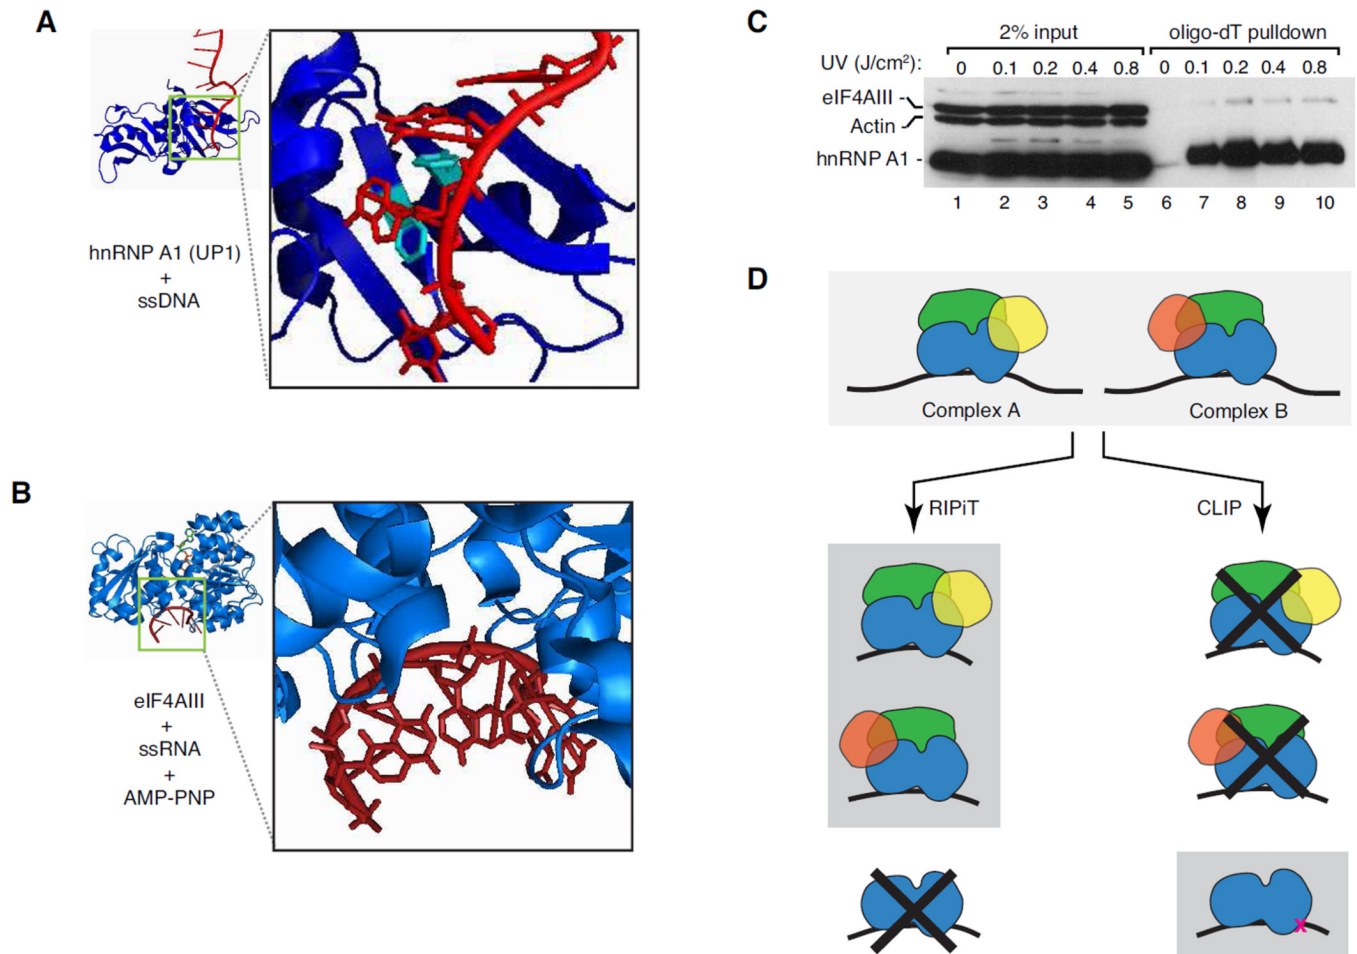 A
hnRNP A1 (UP1)
+
ssDNA
B
eIF4AIII
+
ssRNA
+
AMP-PNP
C
2% input oligo-dT pulldown
UV (J/cm²): 0 0.1 0.2 0.4 0.8 0 0.1 0.2 0.4 0.8
eIF4AIII -
Actin -
hnRNP A1 -
1 2 3 4 5 6 7 8 9 10
D
Complex A Complex B
RIPiT CLIP
x